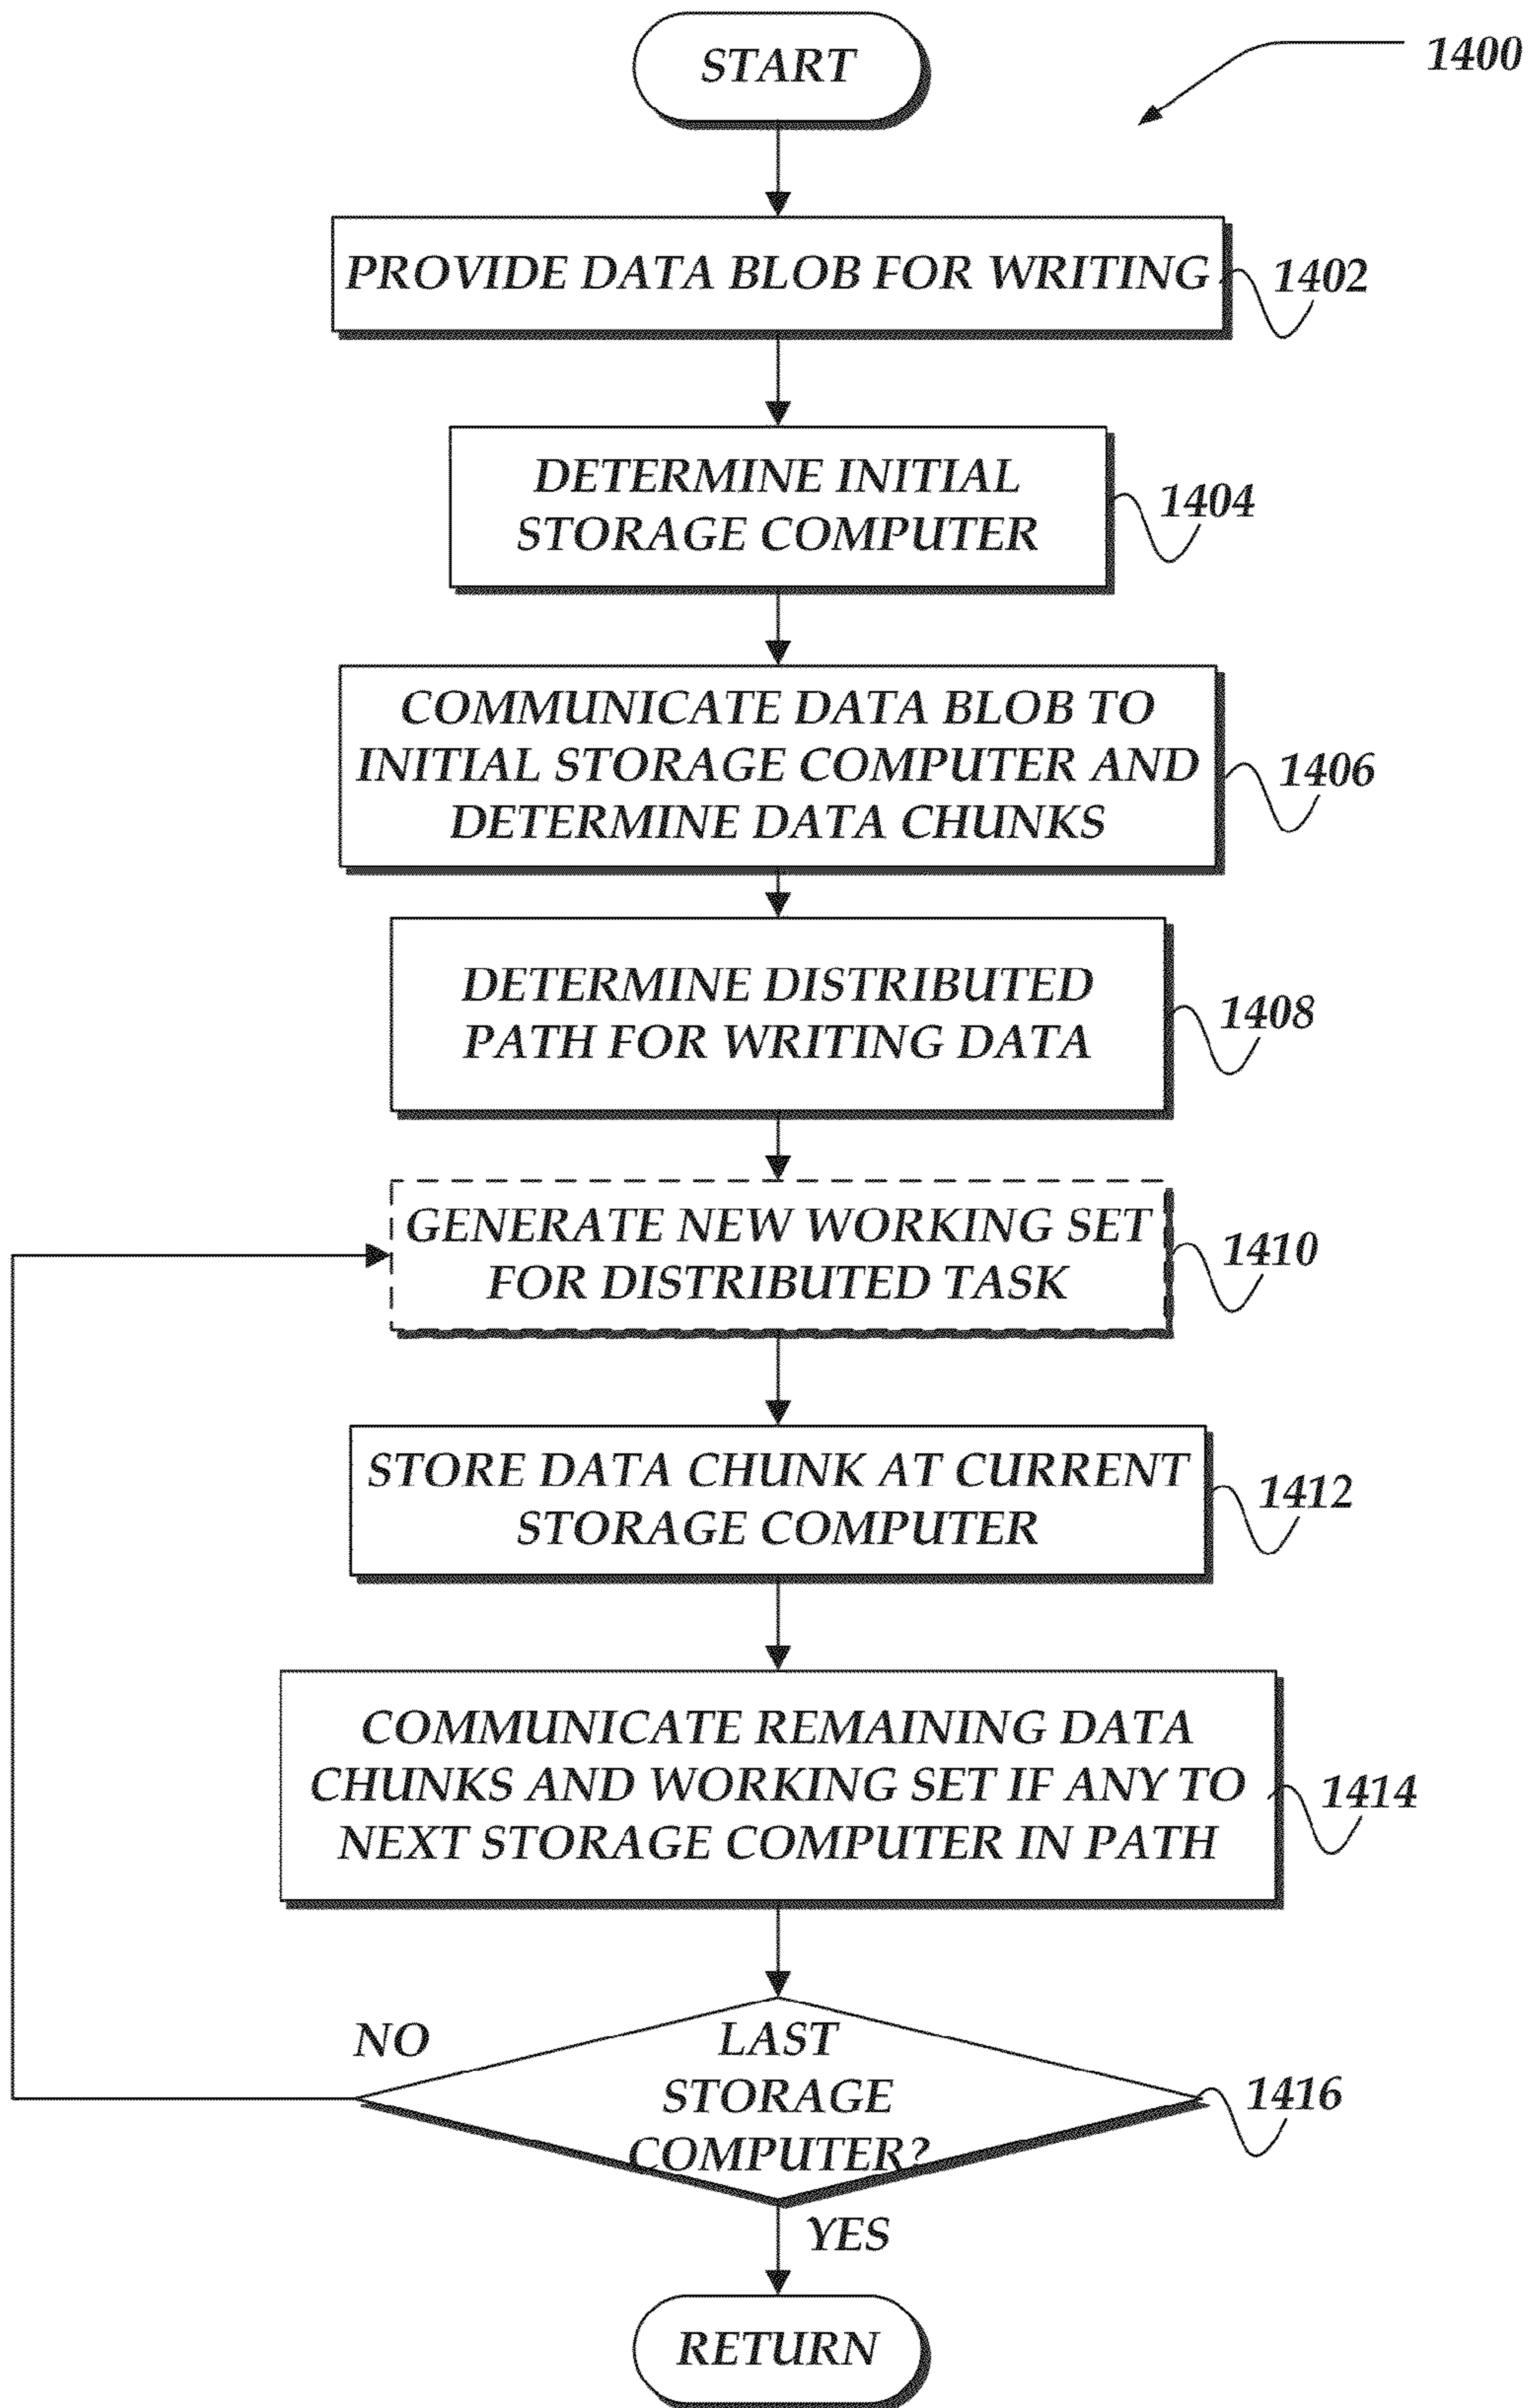 START
1400
PROVIDE DATA BLOB FOR WRITING
1402
DETERMINE INITIAL
STORAGE COMPUTER
1404
COMMUNICATE DATA BLOB TO
INITIAL STORAGE COMPUTER AND
DETERMINE DATA CHUNKS
1406
DETERMINE DISTRIBUTED
PATH FOR WRITING DATA
1408
GENERATE NEW WORKING SET
FOR DISTRIBUTED TASK
1410
STORE DATA CHUNK AT CURRENT
STORAGE COMPUTER
1412
COMMUNICATE REMAINING DATA
CHUNKS AND WORKING SET IF ANY TO
NEXT STORAGE COMPUTER IN PATH
1414
NO
LAST
STORAGE
COMPUTER?
1416
YES
RETURN